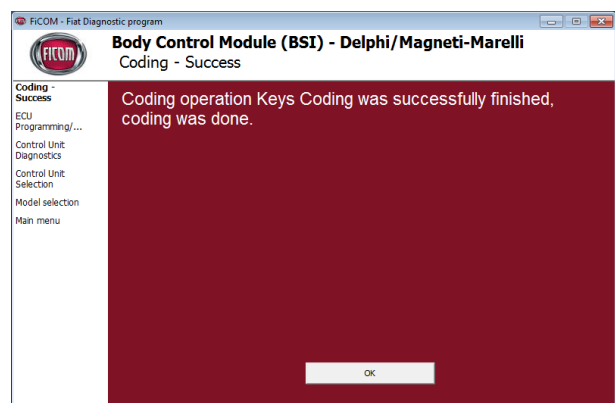 FiCOM - Fiat Diagnostic program
FICOM
Body Control Module (BSI) - Delphi/Magneti-Marelli
Coding - Success
Coding -
Success
ECU
Programming/...
Control Unit
Diagnostics
Control Unit
Selection
Model selection
Main menu
Coding operation Keys Coding was successfully finished,
coding was done.
OK